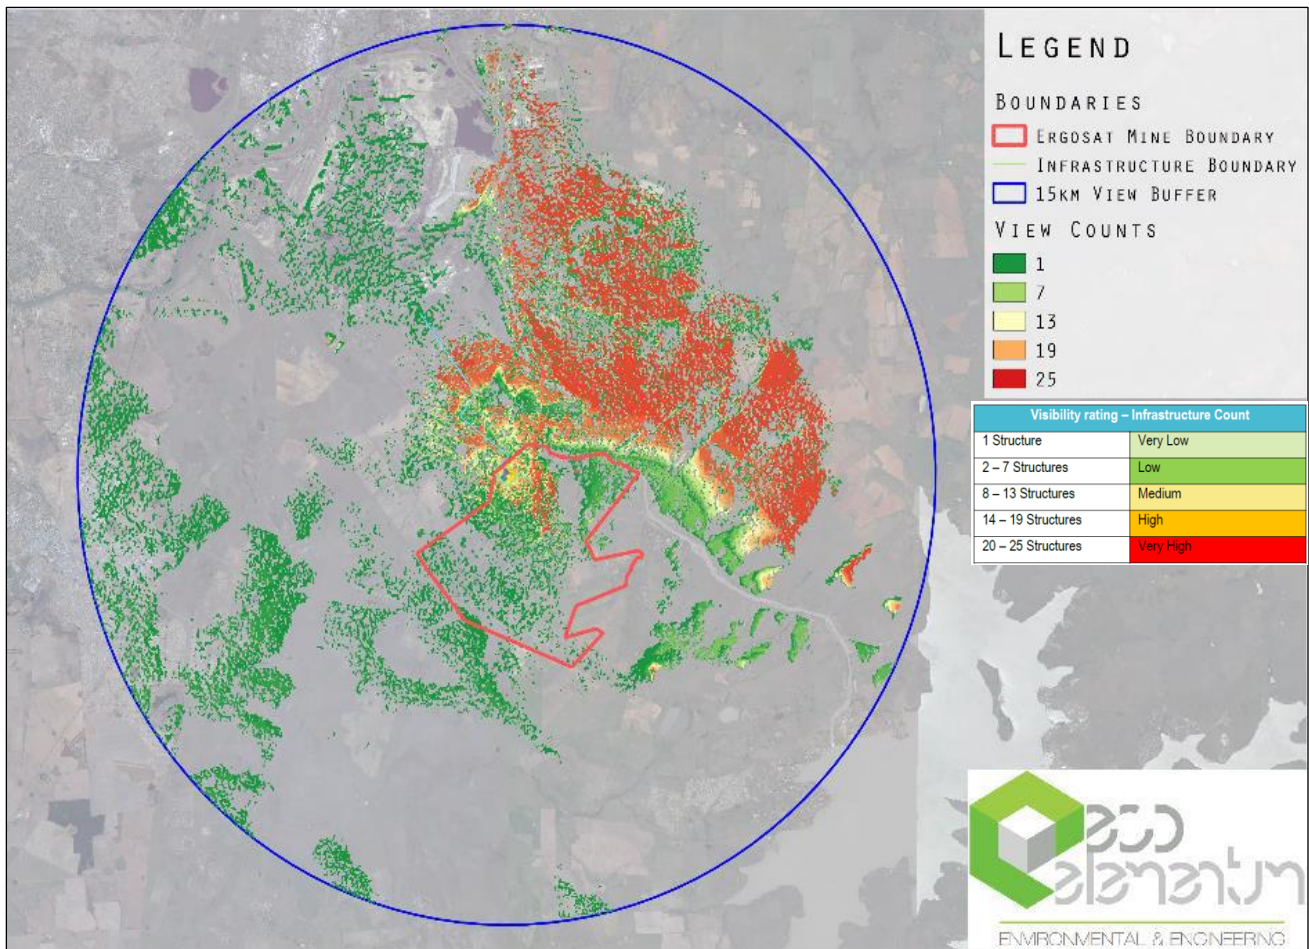 LEGEND
BOUNDARIES
ERGOSAT MINE BOUNDARY
INFRASTRUCTURE BOUNDARY
15KM VIEW BUFFER
VIEW COUNTS
1
7
13
19
25
Visibility rating – Infrastructure Count
1 Structure Very Low
2 – 7 Structures Low
8 – 13 Structures Medium
14 – 19 Structures High
20 – 25 Structures Very High
eco
elementum
ENVIRONMENTAL & ENGINEERING